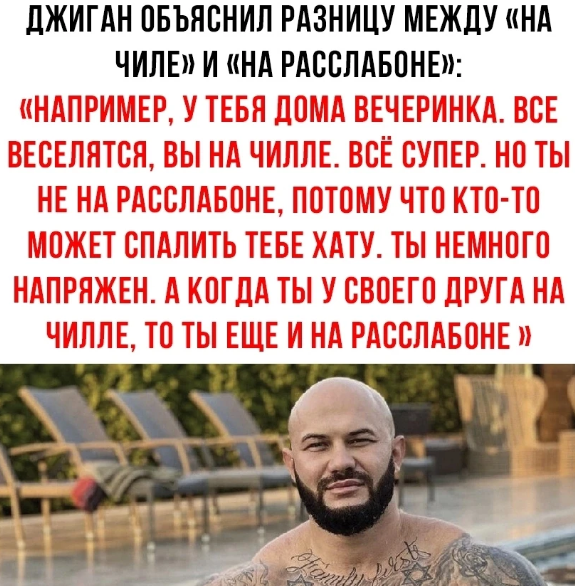 ДЖИГАН ОБЪЯСНИЛ РАЗНИЦУ МЕЖДУ «НА
ЧИЛЕ» И «НА РАССЛАБОНЕ»:
«НАПРИМЕР, У ТЕБЯ ДОМА ВЕЧЕРИНКА. ВСЕ
ВЕСЕЛЯТСЯ, ВЫ НА ЧИЛЛЕ. ВСЁ СУПЕР. НО ТЫ
НЕ НА РАССЛАБОНЕ, ПОТОМУ ЧТО КТО-ТО
МОЖЕТ СПАЛИТЬ ТЕБЕ ХАТУ. ТЫ НЕМНОГО
НАПРЯЖЕН. А КОГДА ТЫ У СВОЕГО ДРУГА НА
ЧИЛЛЕ, ТО ТЫ ЕЩЕ И НА РАССЛАБОНЕ »
Family First